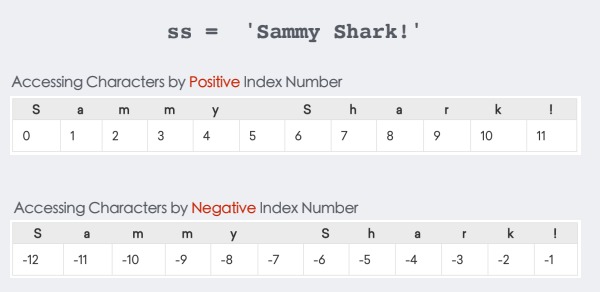 ss = 'Sammy Shark!'
Accessing Characters by Positive Index Number
S a m m y S h a r k !
0 1 2 3 4 5 6 7 8 9 10 11
Accessing Characters by Negative Index Number
S a m m y S h a r k !
-12 -11 -10 -9 -8 -7 -6 -5 -4 -3 -2 -1